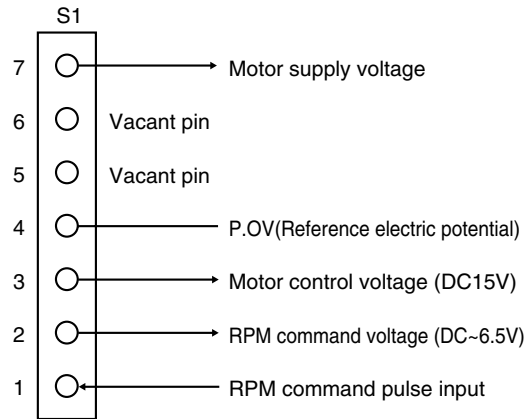 S1
7 Motor supply voltage
6 Vacant pin
5 Vacant pin
4 P.OV(Reference electric potential)
3 Motor control voltage (DC15V)
2 RPM command voltage (DC~6.5V)
1 RPM command pulse input